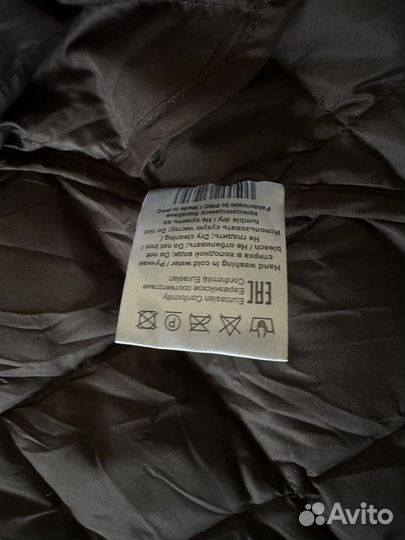 EAC
Eurasian Conformity
Евразийское соответствие
Conformità Eurasian
Hand washing in cold water / Ручная
стирка холодной воде; Do not
bleach Не отбеливать; Do not iron /
Не гладить; Dry cleaning /
Использовать сухую чистку; Do not
tumble dry Не сушить во
вращающемся барабане
Fabbricato in PRC / Made in PRC
Avito